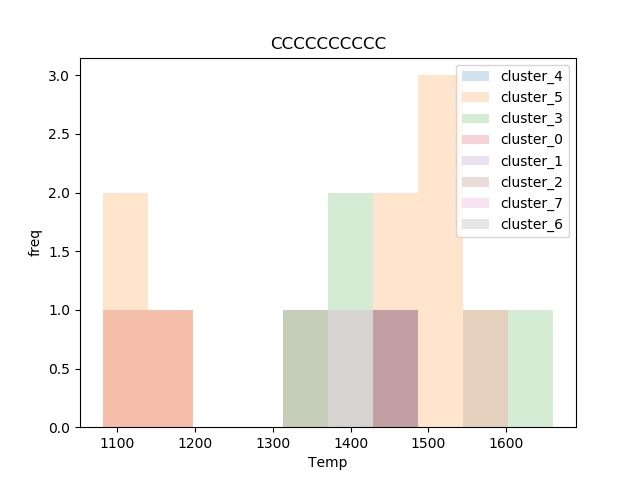 CCCCCCCCCC
3.0
2.5
2.0
1.5
1.0
0.5
0.0
freq
1100 1200 1300 1400 1500 1600
Temp
cluster_4
cluster_5
cluster_3
cluster_0
cluster_1
cluster_2
cluster_7
cluster_6